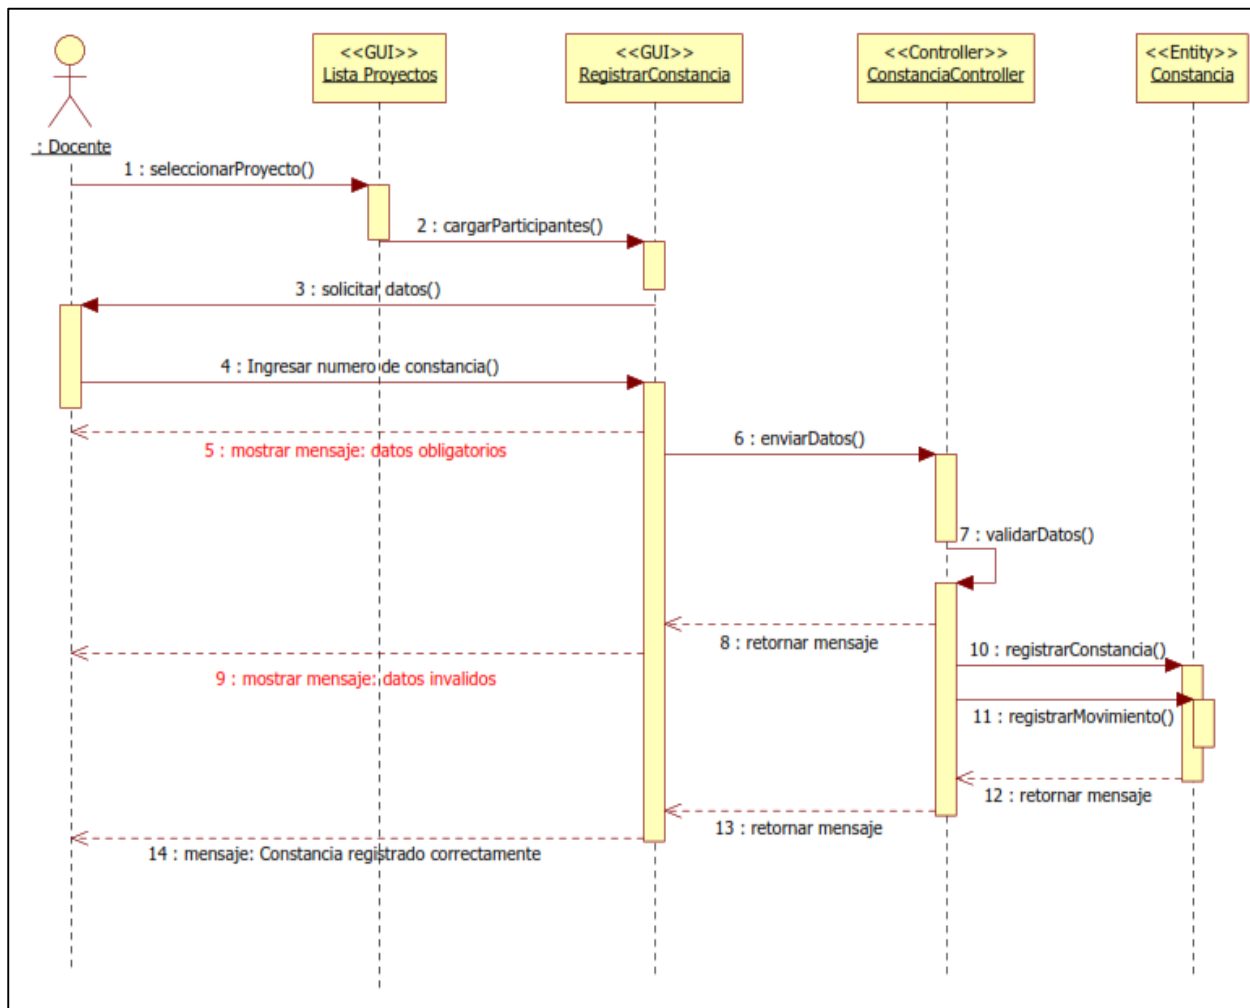 <<GUI>>
Lista Proyectos
<<GUI>>
RegistrarConstancia
<<Controller>>
ConstanciaController
<<Entity>>
Constancia
: Docente
1 : seleccionarProyecto()
2 : cargarParticipantes()
3 : solicitar datos()
4 : Ingresar numero de constancia()
5 : mostrar mensaje: datos obligatorios
6 : enviarDatos()
7 : validarDatos()
8 : retornar mensaje
9 : mostrar mensaje: datos invalidos
10 : registrarConstancia()
11 : registrarMovimiento()
12 : retornar mensaje
13 : retornar mensaje
14 : mensaje: Constancia registrado correctamente